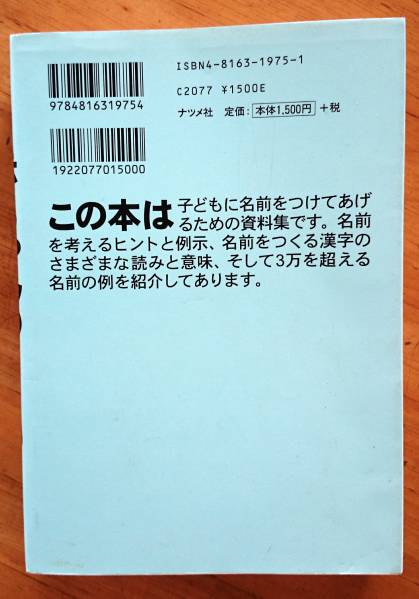 ISBN4-8163-1975-1
C2077 ¥1500E
ナツメ社 定価：本体1,500円 +税
9784816319754
1922077015000
この本は 子どもに名前をつけてあげ
るための資料集です。名前
を考えるヒントと例示、名前をつくる漢字の
さまざまな読みと意味、そして3万を超える
名前の例を紹介してあります。